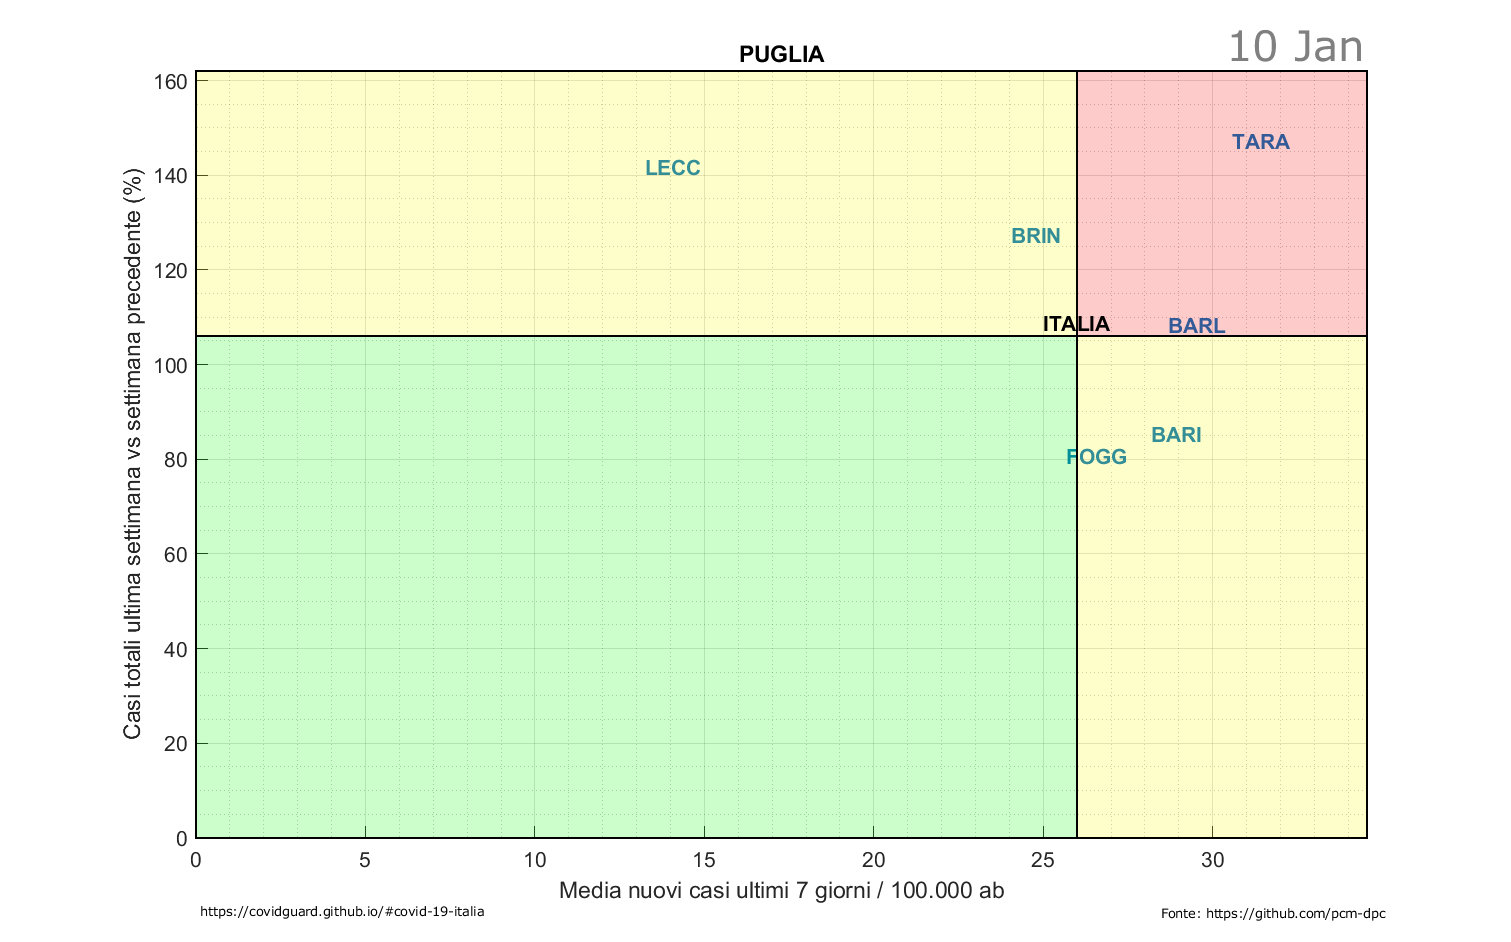 10 Jan
PUGLIA
160
TARA
LECC
140
BRIN
120
ITALIA
BARL
100
BARI
FOGG
80
60
40
20
0
Casi totali ultima settimana vs settimana precedente (%)
0 5 10 15 20 25 30
Media nuovi casi ultimi 7 giorni / 100.000 ab
https://covidguard.github.io/#covid-19-italia
Fonte: https://github.com/pcm-dpc